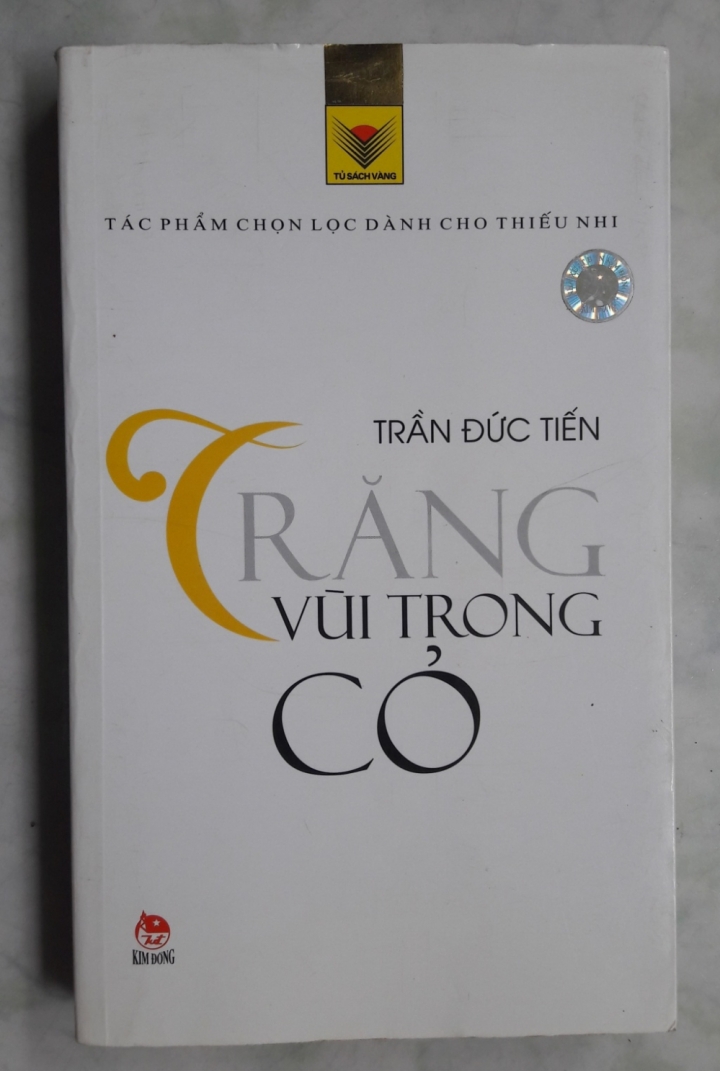 TỦ SÁCH VÀNG
TÁC PHẨM CHỌN LỌC DÀNH CHO THIẾU NHI
TRẦN ĐỨC TIẾN
TRĂNG
VÙI TRONG
CỎ
KIM ĐỒNG